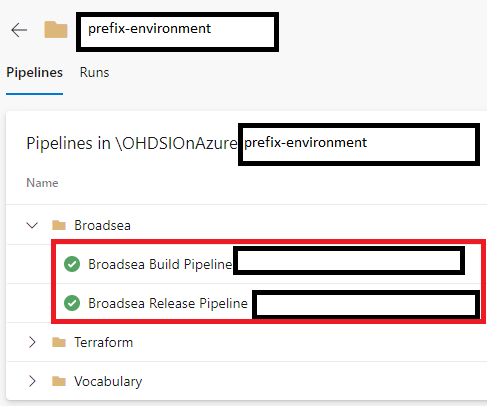 prefix-environment
Pipelines Runs
Pipelines in \OHDSIOnAzure prefix-environment
Name
Broadsea
Broadsea Build Pipeline
Broadsea Release Pipeline
Terraform
Vocabulary